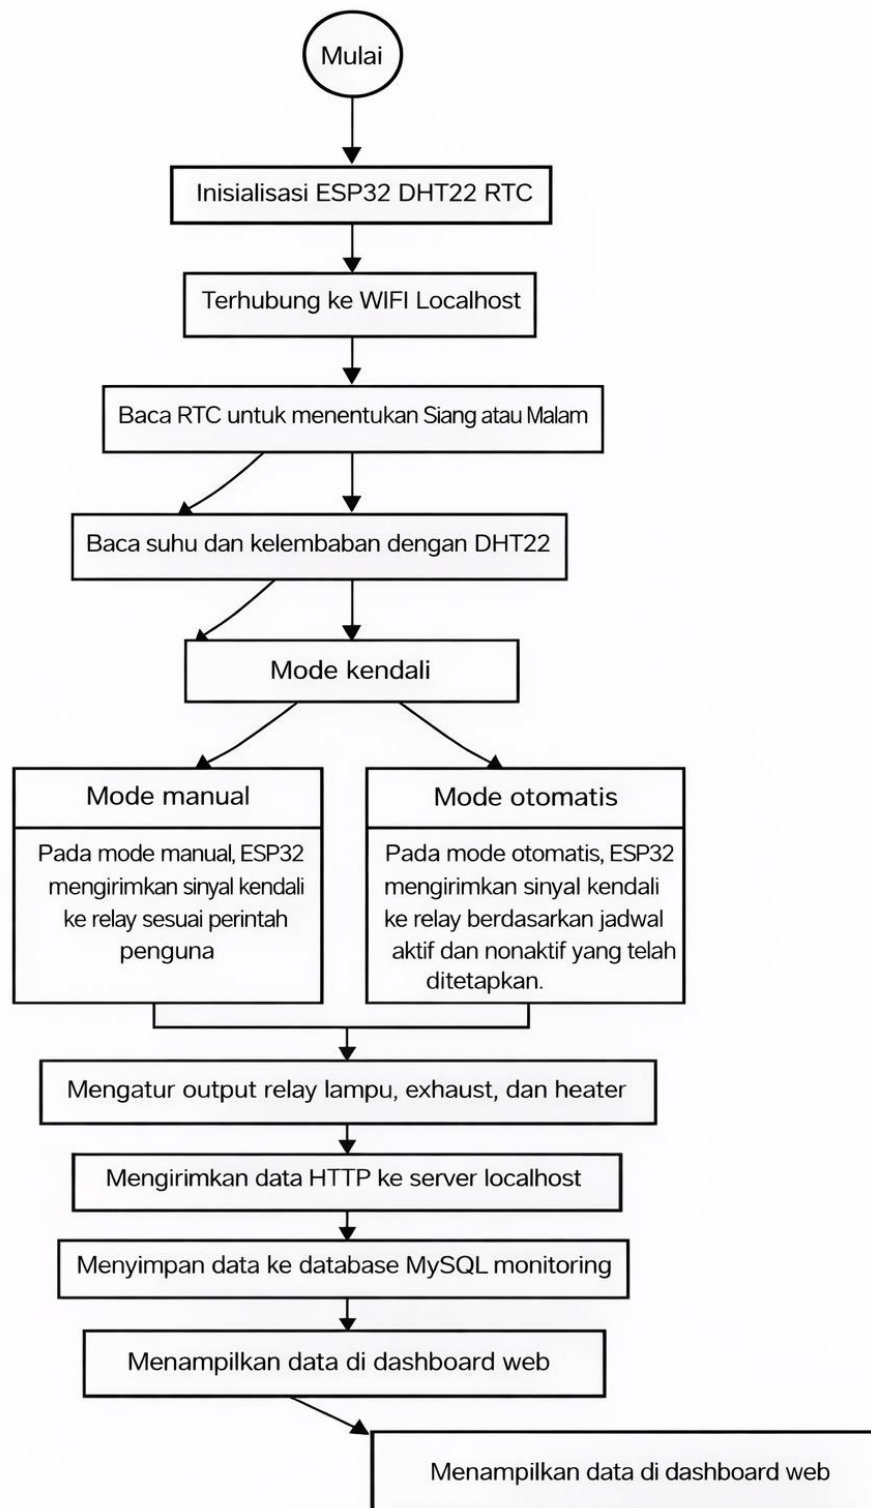 Mulai
Inisialisasi ESP32 DHT22 RTC
Terhubung ke WIFI Localhost
Baca RTC untuk menentukan Siang atau Malam
Baca suhu dan kelembaban dengan DHT22
Mode kendali
Mode manual
Pada mode manual, ESP32
mengirimkan sinyal kendali
ke relay sesuai perintah
penguna
Mode otomatis
Pada mode otomatis, ESP32
mengirimkan sinyal kendali
ke relay berdasarkan jadwal
aktif dan nonaktif yang telah
ditetapkan.
Mengatur output relay lampu, exhaust, dan heater
Mengirimkan data HTTP ke server localhost
Menyimpan data ke database MySQL monitoring
Menampilkan data di dashboard web
Menampilkan data di dashboard web